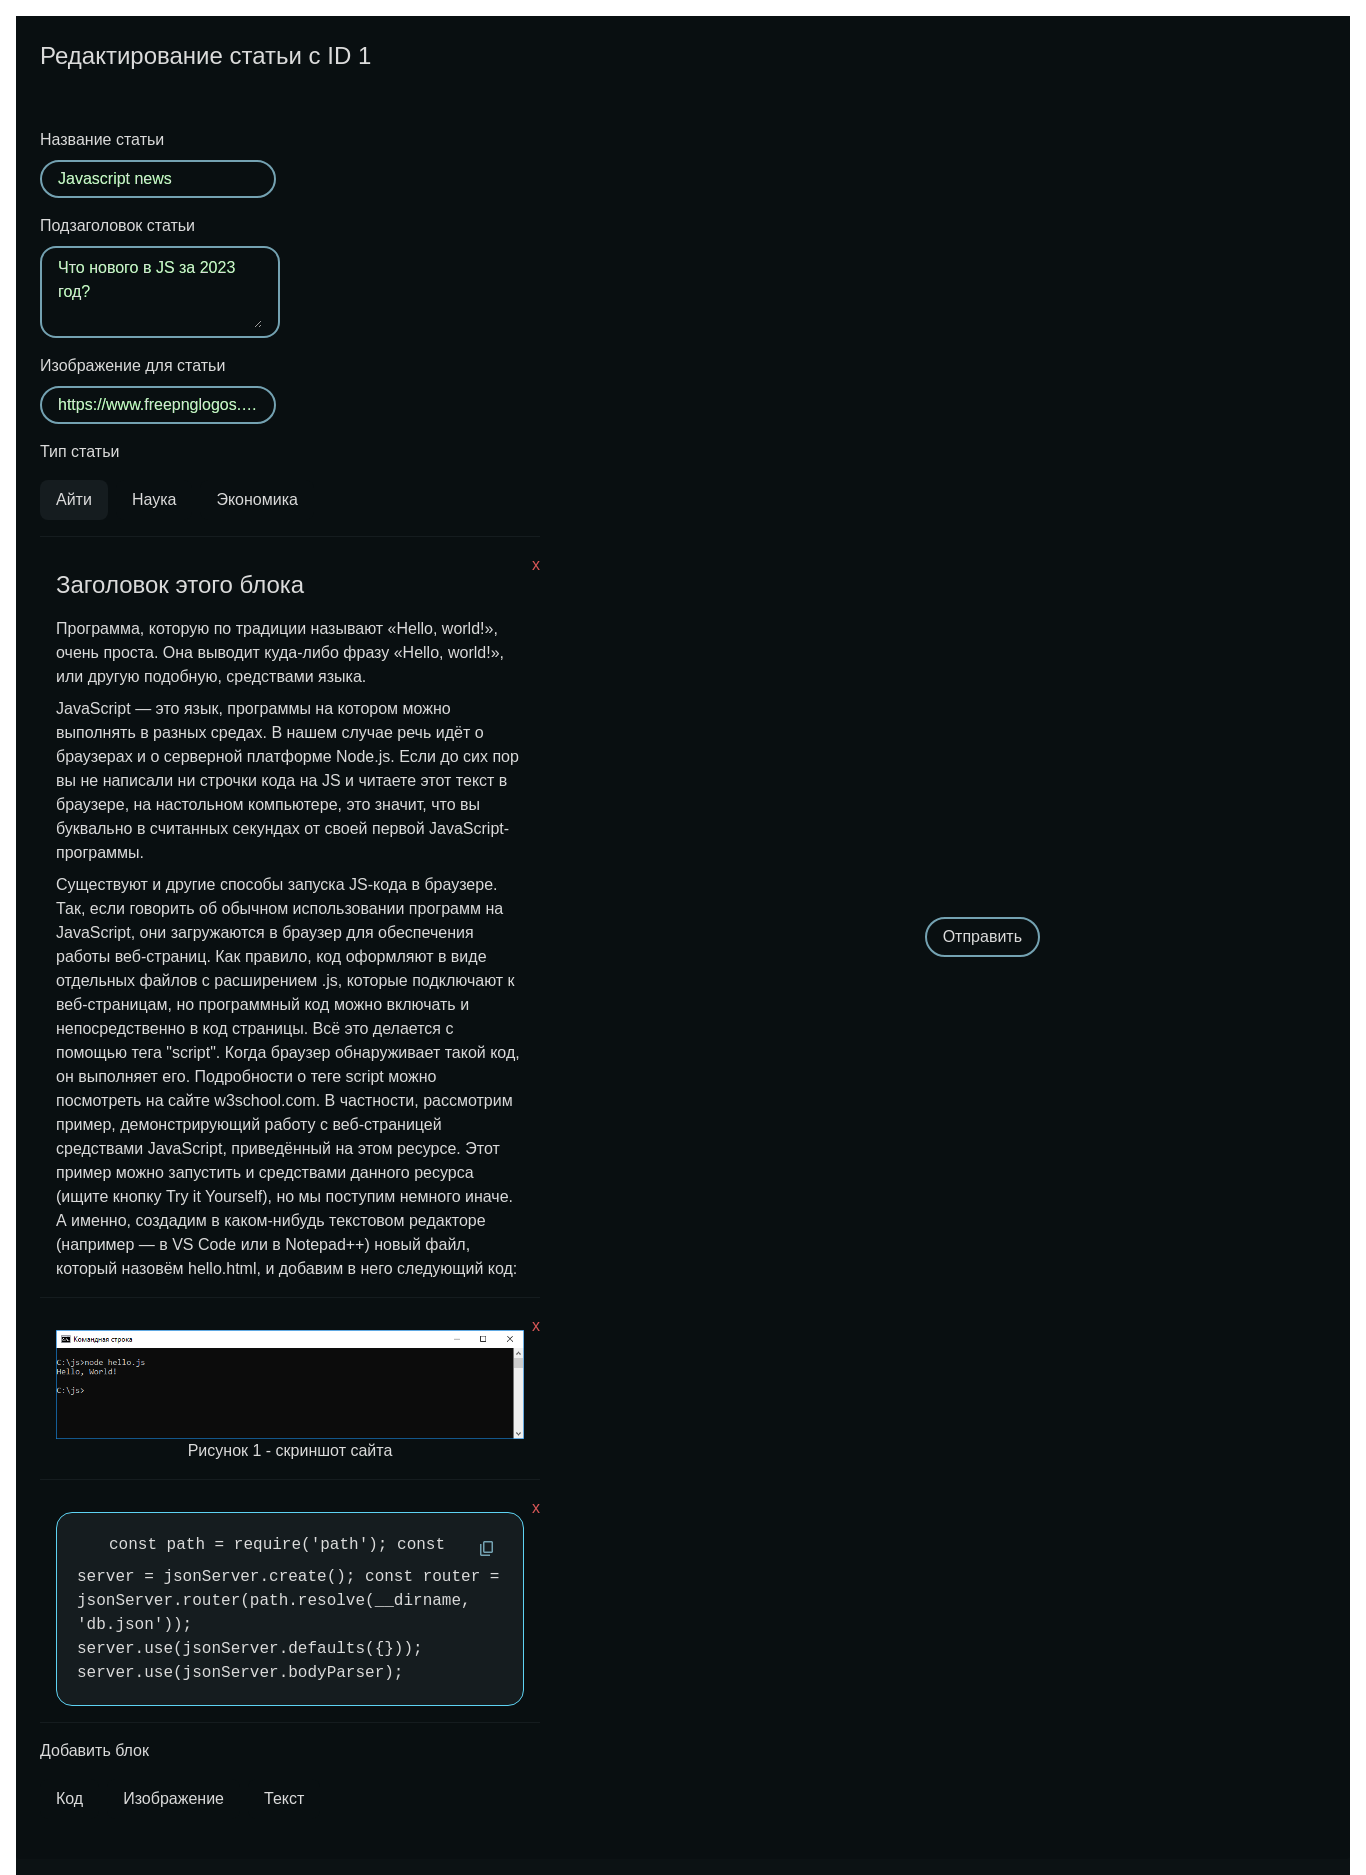 Редактирование статьи с ID 1
Название статьи
Javascript news
Подзаголовок статьи
Что нового в JS за 2023
год?
Изображение для статьи
https://www.freepnglogos.…
Тип статьи
Айти Наука Экономика
x
Заголовок этого блока
Программа, которую по традиции называют «Hello, world!»,
очень проста. Она выводит куда-либо фразу «Hello, world!»,
или другую подобную, средствами языка.
JavaScript — это язык, программы на котором можно
выполнять в разных средах. В нашем случае речь идёт о
браузерах и о серверной платформе Node.js. Если до сих пор
вы не написали ни строчки кода на JS и читаете этот текст в
браузере, на настольном компьютере, это значит, что вы
буквально в считанных секундах от своей первой JavaScript-
программы.
Существуют и другие способы запуска JS-кода в браузере.
Так, если говорить об обычном использовании программ на
JavaScript, они загружаются в браузер для обеспечения
работы веб-страниц. Как правило, код оформляют в виде
отдельных файлов с расширением .js, которые подключают к
веб-страницам, но программный код можно включать и
непосредственно в код страницы. Всё это делается с
помощью тега "script". Когда браузер обнаруживает такой код,
он выполняет его. Подробности о теге script можно
посмотреть на сайте w3school.com. В частности, рассмотрим
пример, демонстрирующий работу с веб-страницей
средствами JavaScript, приведённый на этом ресурсе. Этот
пример можно запустить и средствами данного ресурса
(ищите кнопку Try it Yourself), но мы поступим немного иначе.
А именно, создадим в каком-нибудь текстовом редакторе
(например — в VS Code или в Notepad++) новый файл,
который назовём hello.html, и добавим в него следующий код:
Отправить
x
Командная строка
C:\js>node hello.js
Hello, World!
C:\js>
Рисунок 1 - скриншот сайта
x
const path = require('path'); const
server = jsonServer.create(); const router =
jsonServer.router(path.resolve(__dirname,
'db.json'));
server.use(jsonServer.defaults({}));
server.use(jsonServer.bodyParser);
Добавить блок
Код Изображение Текст